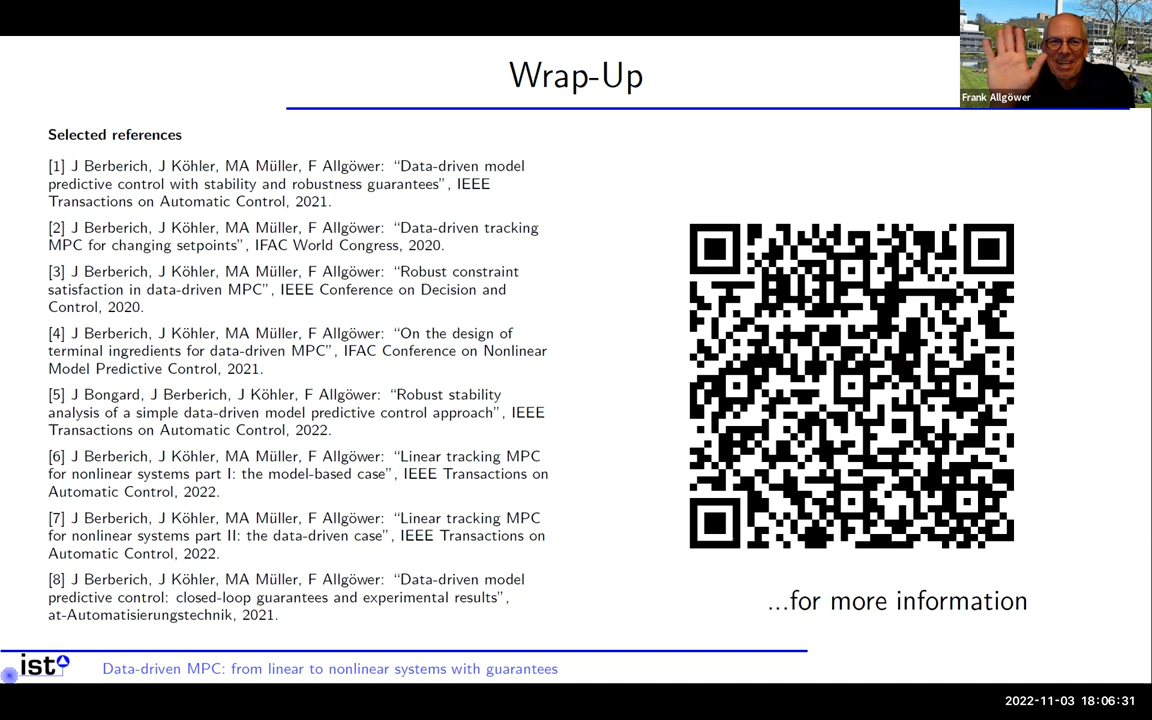 Wrap-Up
Frank Allgöwer
Selected references
[1] J Berberich, J Köhler, MA Müller, F Allgöwer: “Data-driven model
predictive control with stability and robustness guarantees”, IEEE
Transactions on Automatic Control, 2021.
[2] J Berberich, J Köhler, MA Müller, F Allgöwer: “Data-driven tracking
MPC for changing setpoints”, IFAC World Congress, 2020.
[3] J Berberich, J Köhler, MA Müller, F Allgöwer: “Robust constraint
satisfaction in data-driven MPC”, IEEE Conference on Decision and
Control, 2020.
[4] J Berberich, J Köhler, MA Müller, F Allgöwer: “On the design of
terminal ingredients for data-driven MPC”, IFAC Conference on Nonlinear
Model Predictive Control, 2021.
[5] J Bongard, J Berberich, J Köhler, F Allgöwer: “Robust stability
analysis of a simple data-driven model predictive control approach”, IEEE
Transactions on Automatic Control, 2022.
[6] J Berberich, J Köhler, MA Müller, F Allgöwer: “Linear tracking MPC
for nonlinear systems part I: the model-based case”, IEEE Transactions on
Automatic Control, 2022.
[7] J Berberich, J Köhler, MA Müller, F Allgöwer: “Linear tracking MPC
for nonlinear systems part II: the data-driven case”, IEEE Transactions on
Automatic Control, 2022.
[8] J Berberich, J Köhler, MA Müller, F Allgöwer: “Data-driven model
predictive control: closed-loop guarantees and experimental results”,
at-Automatisierungstechnik, 2021.
...for more information
ist
Data-driven MPC: from linear to nonlinear systems with guarantees
2022-11-03 18:06:31